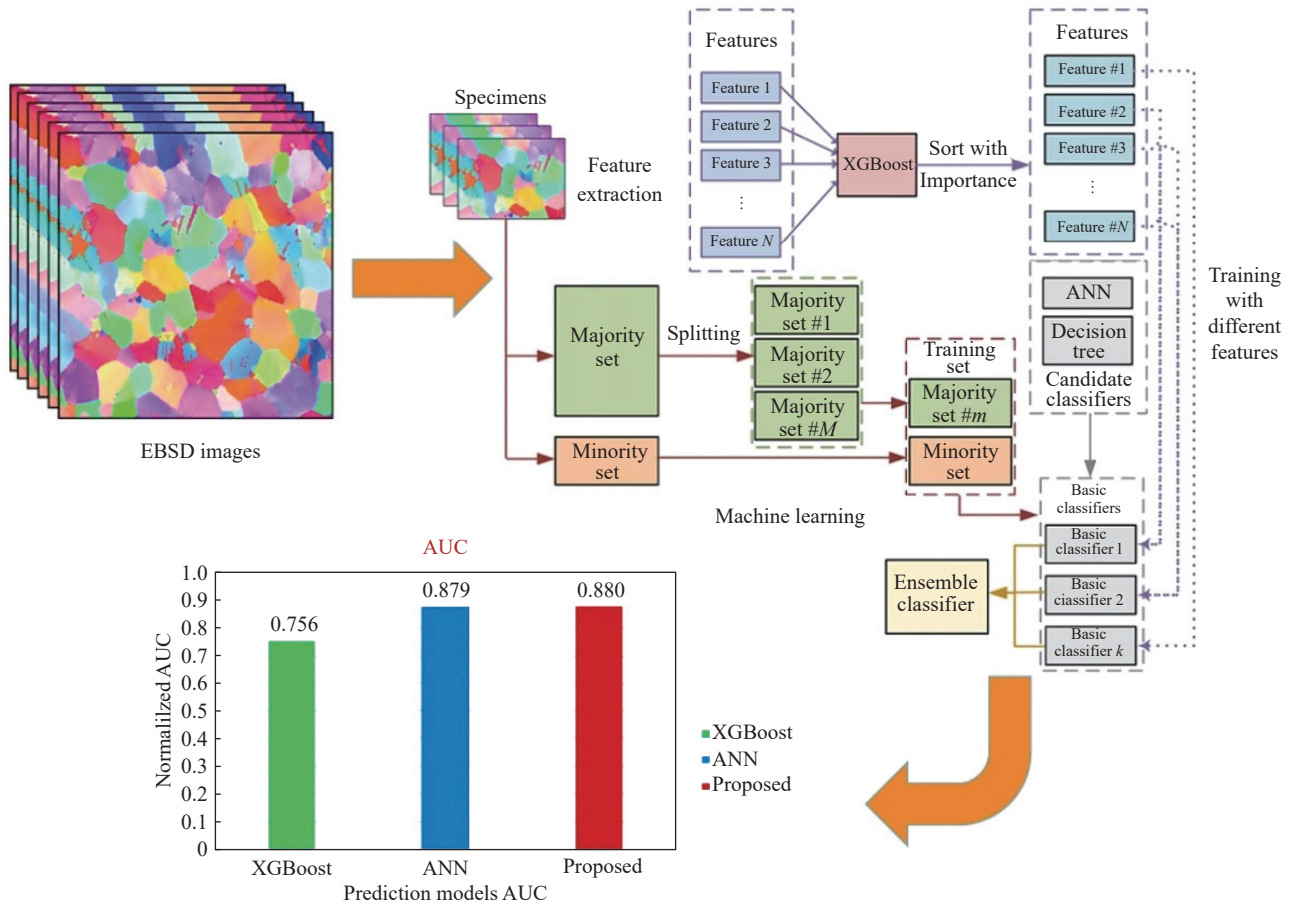 EBSD images
Specimens
Feature
extraction
Features
Feature 1
Feature 2
Feature 3
⋮
Feature N
XGBoost
Sort with
Importance
Features
Feature #1
Feature #2
Feature #3
⋮
Feature #N
Training
with
different
features
Majority
set
Splitting
Majority
set #1
Majority
set #2
Majority
set #M
Minority
set
Training
set
Majority
set #m
Minority
set
ANN
Decision
tree
Candidate
classifiers
Machine learning
Basic
classifiers
Basic
classifier 1
Basic
ciassifier 2
Basic
classifier k
Ensemble
classifier
AUC
Normalilzed AUC
1.0
0.9
0.8
0.7
0.6
0.5
0.4
0.3
0.2
0.1
0
0.756
0.879
0.880
XGBoost
ANN
Proposed
Prediction models AUC
XGBoost
ANN
Proposed